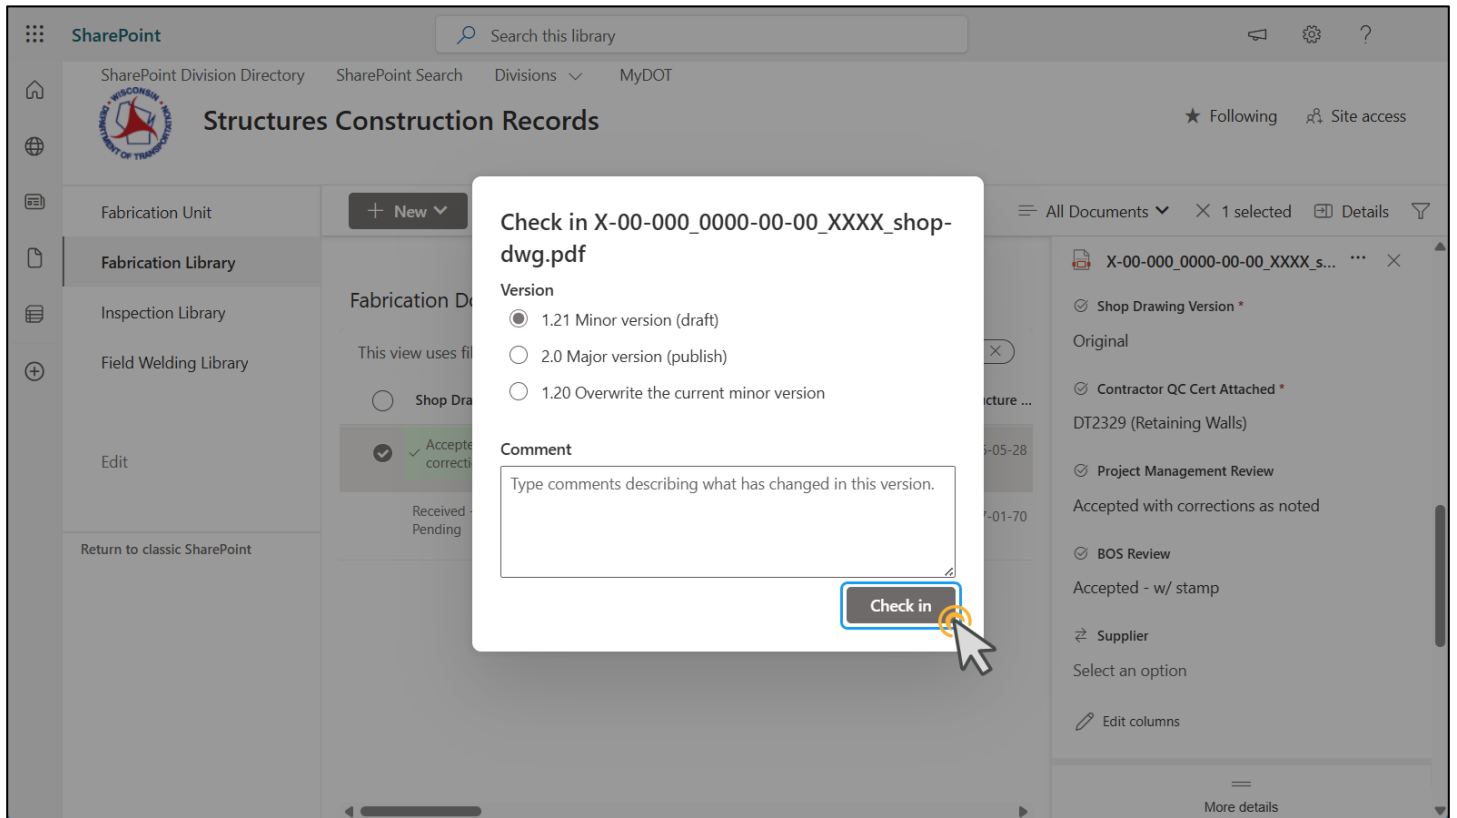 SharePoint
Search this library
?
SharePoint Division Directory
SharePoint Search
Divisions
MyDOT
WISCONSIN
DEPARTMENT OF TRANSPORTATION
Structures Construction Records
Following
Site access
Fabrication Unit
Fabrication Library
Inspection Library
Field Welding Library
Edit
Return to classic SharePoint
+ New
All Documents
1 selected
Details
Fabrication
This view uses
Shop
Received
Pending
Check in X-00-000_0000-00-00_XXXX_shop-
dwg.pdf
Version
1.21 Minor version (draft)
2.0 Major version (publish)
1.20 Overwrite the current minor version
Comment
Type comments describing what has changed in this version.
Check in
-05-28
-01-70
X-00-000_0000-00-00_XXXX_s...
Shop Drawing Version *
Original
Contractor QC Cert Attached *
DT2329 (Retaining Walls)
Project Management Review
Accepted with corrections as noted
BOS Review
Accepted - w/ stamp
Supplier
Select an option
Edit columns
More details